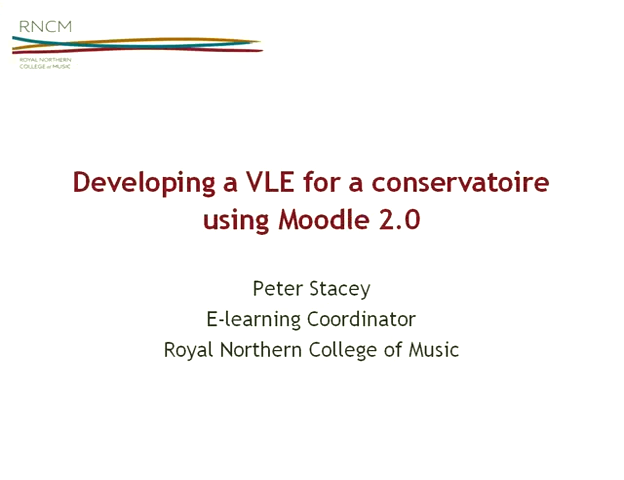 RNCM
ROYAL NORTHERN
COLLEGE of MUSIC
Developing a VLE for a conservatoire
using Moodle 2.0
Peter Stacey
E-learning Coordinator
Royal Northern College of Music